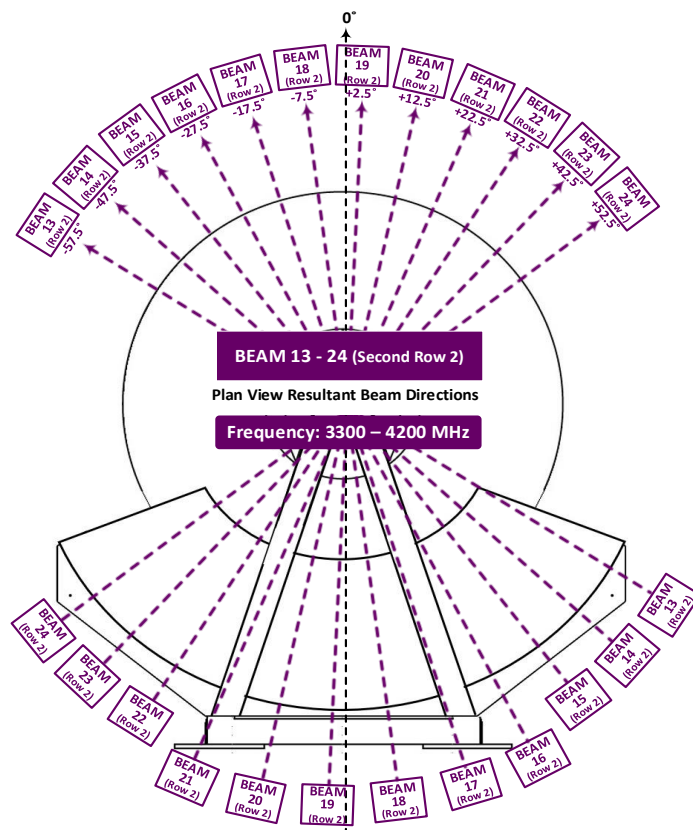 0°
BEAM
13
(Row 2)
-57.5°
BEAM
14
(Row 2)
-47.5°
BEAM
15
(Row 2)
-37.5°
BEAM
16
(Row 2)
-27.5°
BEAM
17
(Row 2)
-17.5°
BEAM
18
(Row 2)
-7.5°
BEAM
19
(Row 2)
+2.5°
BEAM
20
(Row 2)
+12.5°
BEAM
21
(Row 2)
+22.5°
BEAM
22
(Row 2)
+32.5°
BEAM
23
(Row 2)
+42.5°
BEAM
24
(Row 2)
+52.5°
BEAM 13 - 24 (Second Row 2)
Plan View Resultant Beam Directions
Frequency: 3300 – 4200 MHz
BEAM
24
(Row 2)
BEAM
23
(Row 2)
BEAM
22
(Row 2)
BEAM
21
(Row 2)
BEAM
20
(Row 2)
BEAM
19
(Row 2)
BEAM
18
(Row 2)
BEAM
17
(Row 2)
BEAM
16
(Row 2)
BEAM
15
(Row 2)
BEAM
14
(Row 2)
BEAM
13
(Row 2)